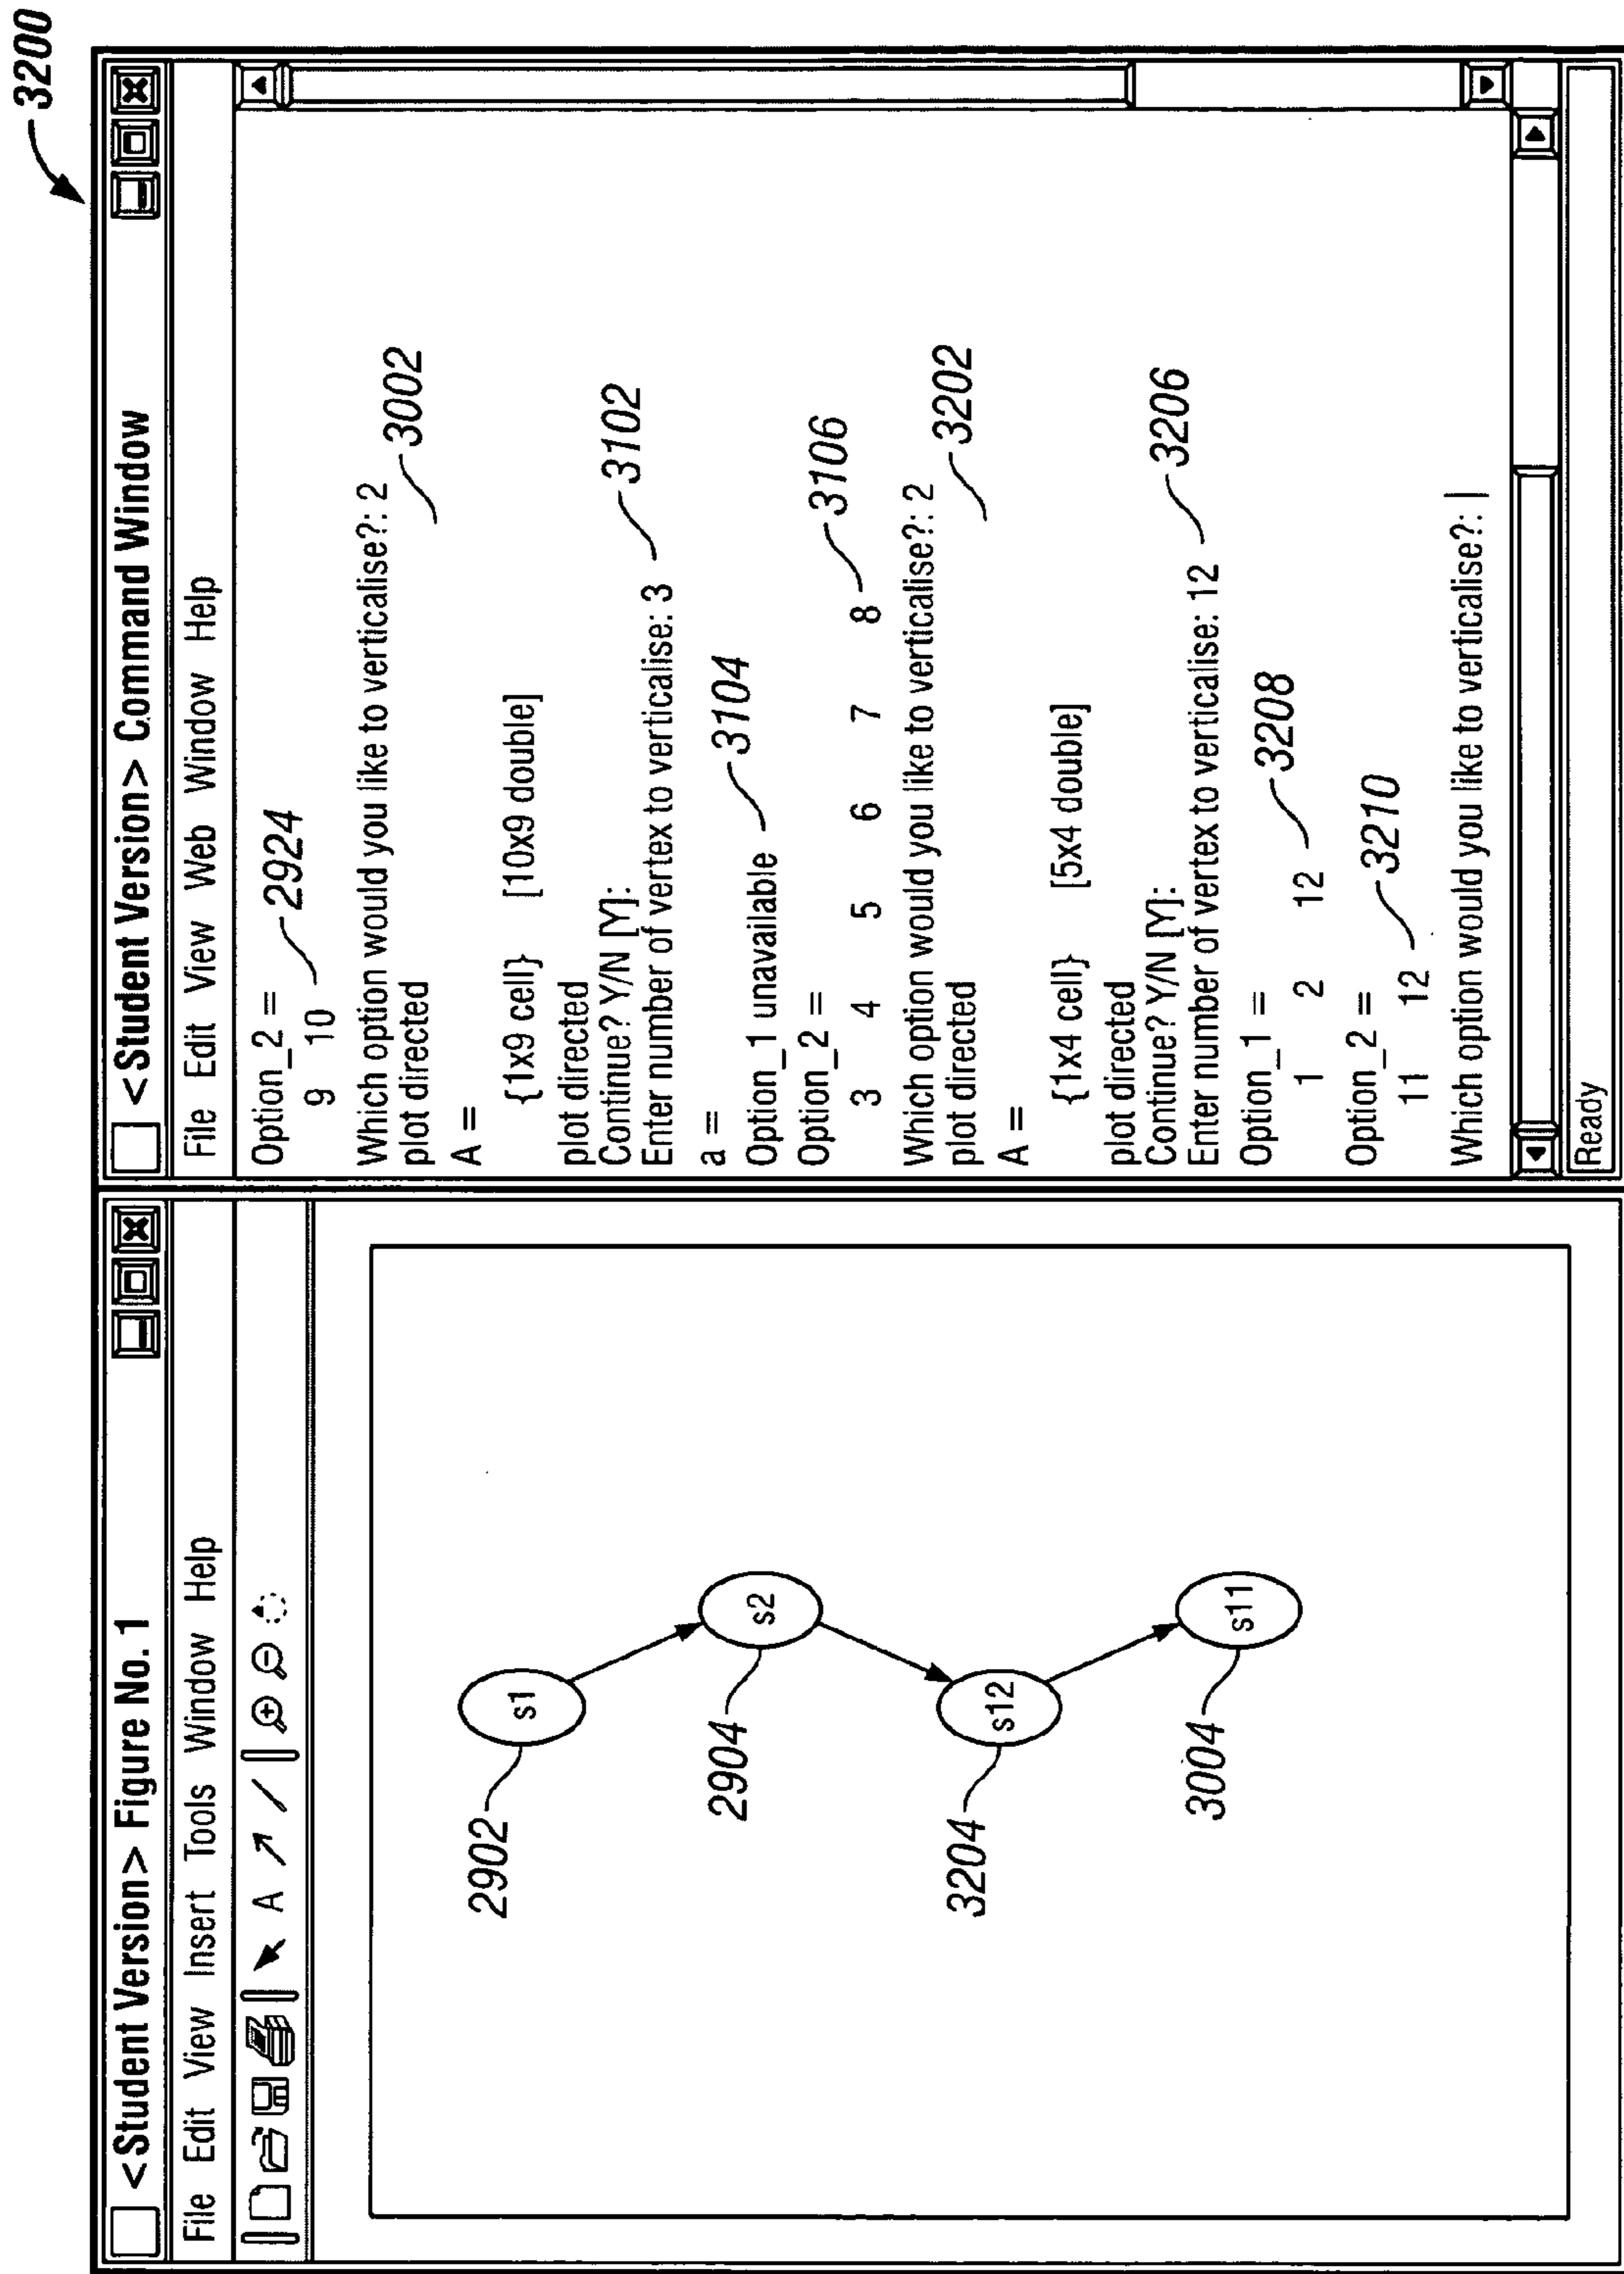 3200
<Student Version> Figure No. 1
File Edit View Insert Tools Window Help
A
s1
2902
s2
2904
s12
3204
s11
3004
<Student Version> Command Window
File Edit View Web Window Help
Option_2 =
9 10 2924
Which option would you like to verticalise?: 2
plot directed 3002
A =
{1x9 cell} [10x9 double]
plot directed
Continue? Y/N [Y]:
Enter number of vertex to verticalise: 3 3102
a =
Option_1 unavailable 3104
Option_2 =
3 4 5 6 7 8 3106
Which option would you like to verticalise?: 2
plot directed 3202
A =
{1x4 cell} [5x4 double]
plot directed
Continue? Y/N [Y]:
Enter number of vertex to verticalise: 12 3206
Option_1 =
1 2 12 3208
Option_2 =
11 12 3210
Which option would you like to verticalise?: |
Ready